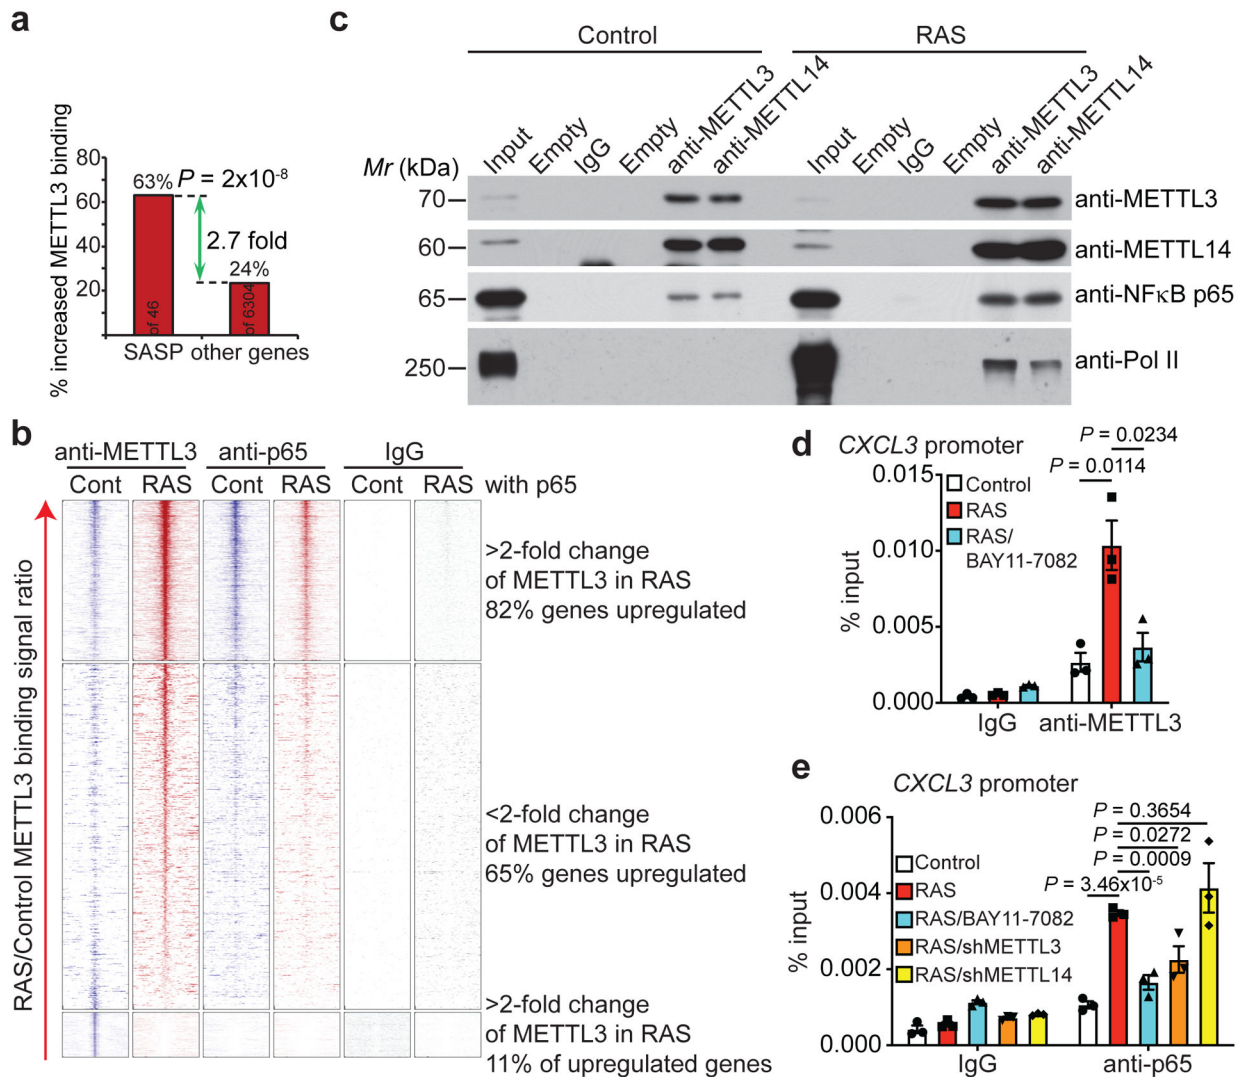 a
% increased METTL3 binding
80
60
40
20
63%
P = 2x10-8
2.7 fold
24%
of 46
of 6304
SASP other genes
c
Control
RAS
Input
Empty
IgG
Empty
anti-METTL3
anti-METTL14
Input
Empty
IgG
Empty
anti-METTL3
anti-METTL14
Mr (kDa)
70
anti-METTL3
60
anti-METTL14
65
anti-NFκB p65
250
anti-Pol II
b
anti-METTL3 anti-p65 IgG
Cont RAS Cont RAS Cont RAS with p65
RAS/Control METTL3 binding signal ratio
>2-fold change
of METTL3 in RAS
82% genes upregulated
<2-fold change
of METTL3 in RAS
65% genes upregulated
>2-fold change
of METTL3 in RAS
11% of upregulated genes
d
CXCL3 promoter
P = 0.0234
P = 0.0114
% input
0.015
0.010
0.005
0.000
Control
RAS
RAS/
BAY11-7082
IgG anti-METTL3
e
CXCL3 promoter
P = 0.3654
P = 0.0272
P = 0.0009
P = 3.46x10-5
% input
0.006
0.004
0.002
0.000
Control
RAS
RAS/BAY11-7082
RAS/shMETTL3
RAS/shMETTL14
IgG anti-p65